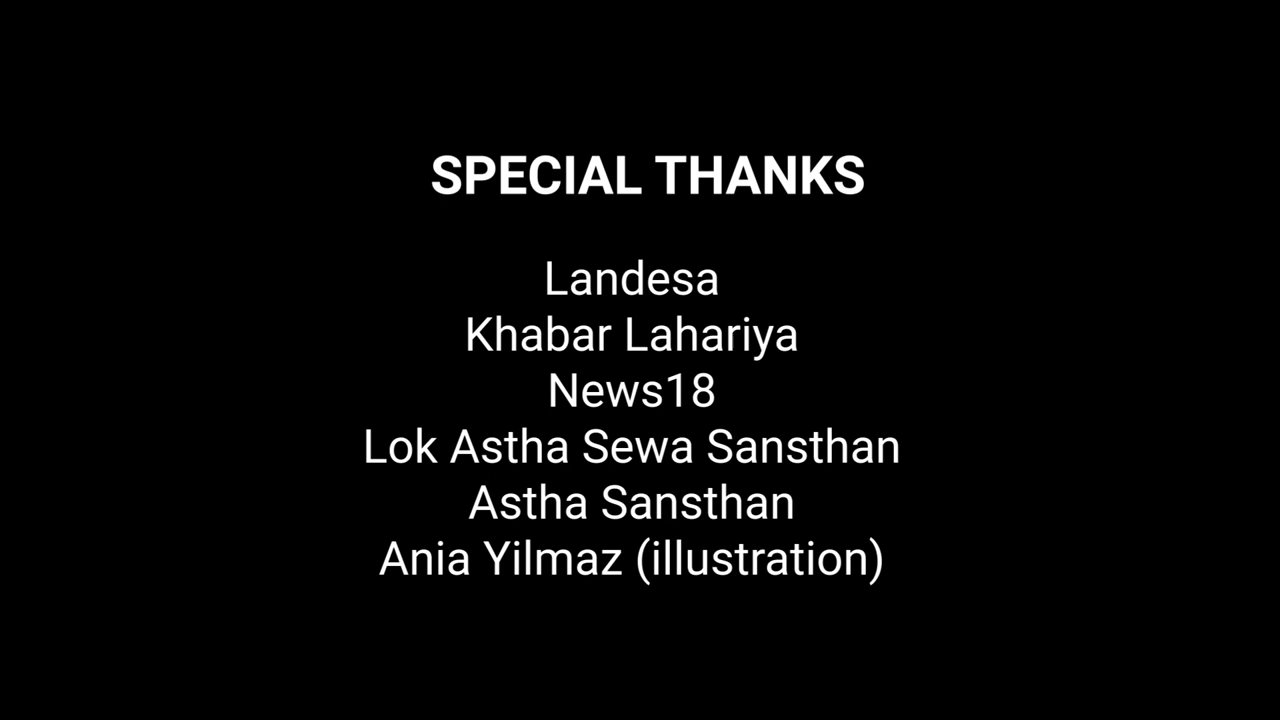 SPECIAL THANKS
Landesa
Khabar Lahariya
News18
Lok Astha Sewa Sansthan
Astha Sansthan
Ania Yilmaz (illustration)